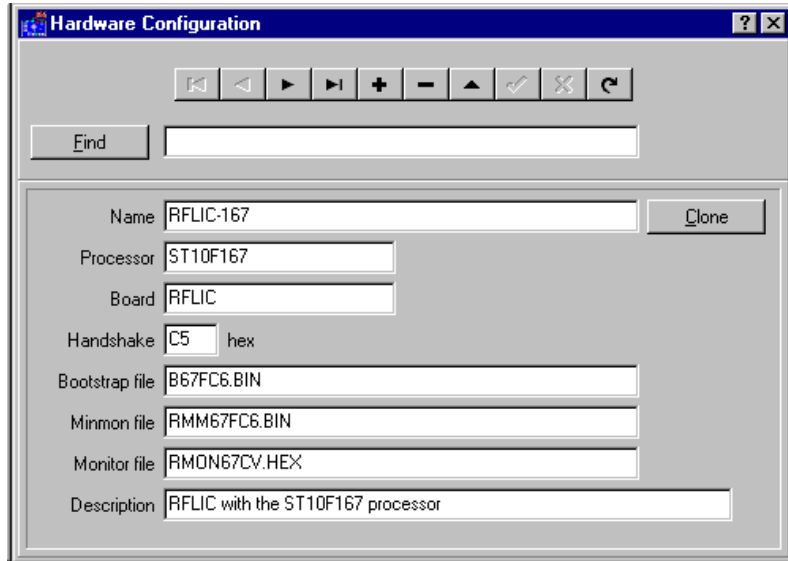 Hardware Configuration
Find
Name RFLIC-167 Clone
Processor ST10F167
Board RFLIC
Handshake C5 hex
Bootstrap file B67FC6.BIN
Minmon file RMM67FC6.BIN
Monitor file RMON67CV.HEX
Description RFLIC with the ST10F167 processor